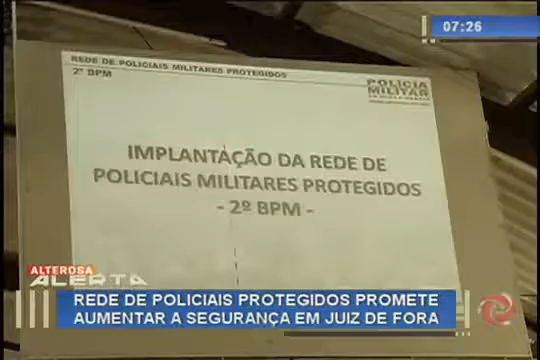 07:26
REDE DE POLICIAIS MILITARES PROTEGIDOS
2º BPM
POLÍCIA
MILITAR
IMPLANTAÇÃO DA REDE DE
POLICIAIS MILITARES PROTEGIDOS
- 2º BPM -
ALTEROSA
ALERTA
REDE DE POLICIAIS PROTEGIDOS PROMETE
AUMENTAR A SEGURANÇA EM JUIZ DE FORA